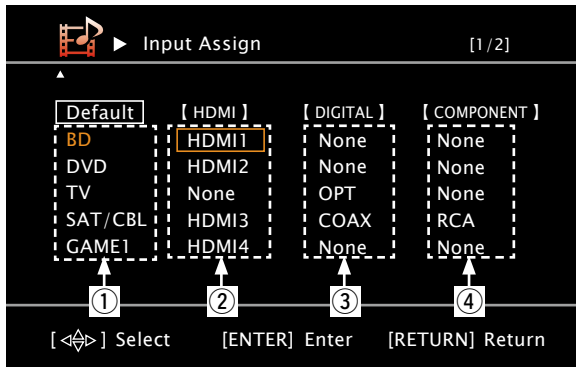 ▶ Input Assign [1/2]
▲
Default 【 HDMI 】 【 DIGITAL 】 【 COMPONENT 】
BD HDMI1 None None
DVD HDMI2 None None
TV None OPT None
SAT/CBL HDMI3 COAX RCA
GAME1 HDMI4 None None
① ② ③ ④
[◁△▽▷] Select [ENTER] Enter [RETURN] Return